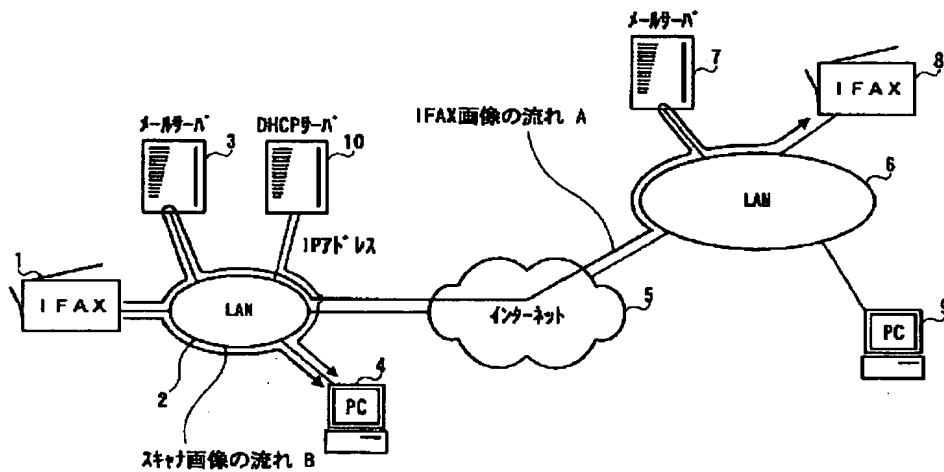 メールサーバ
7
IFAX
8
IFAX画像の流れ A
メールサーバ
3
DHCPサーバ
10
6
LAN
IPアドレス
1
IFAX
LAN
インターネット
5
PC
9
2
4
PC
スキャナ画像の流れ B